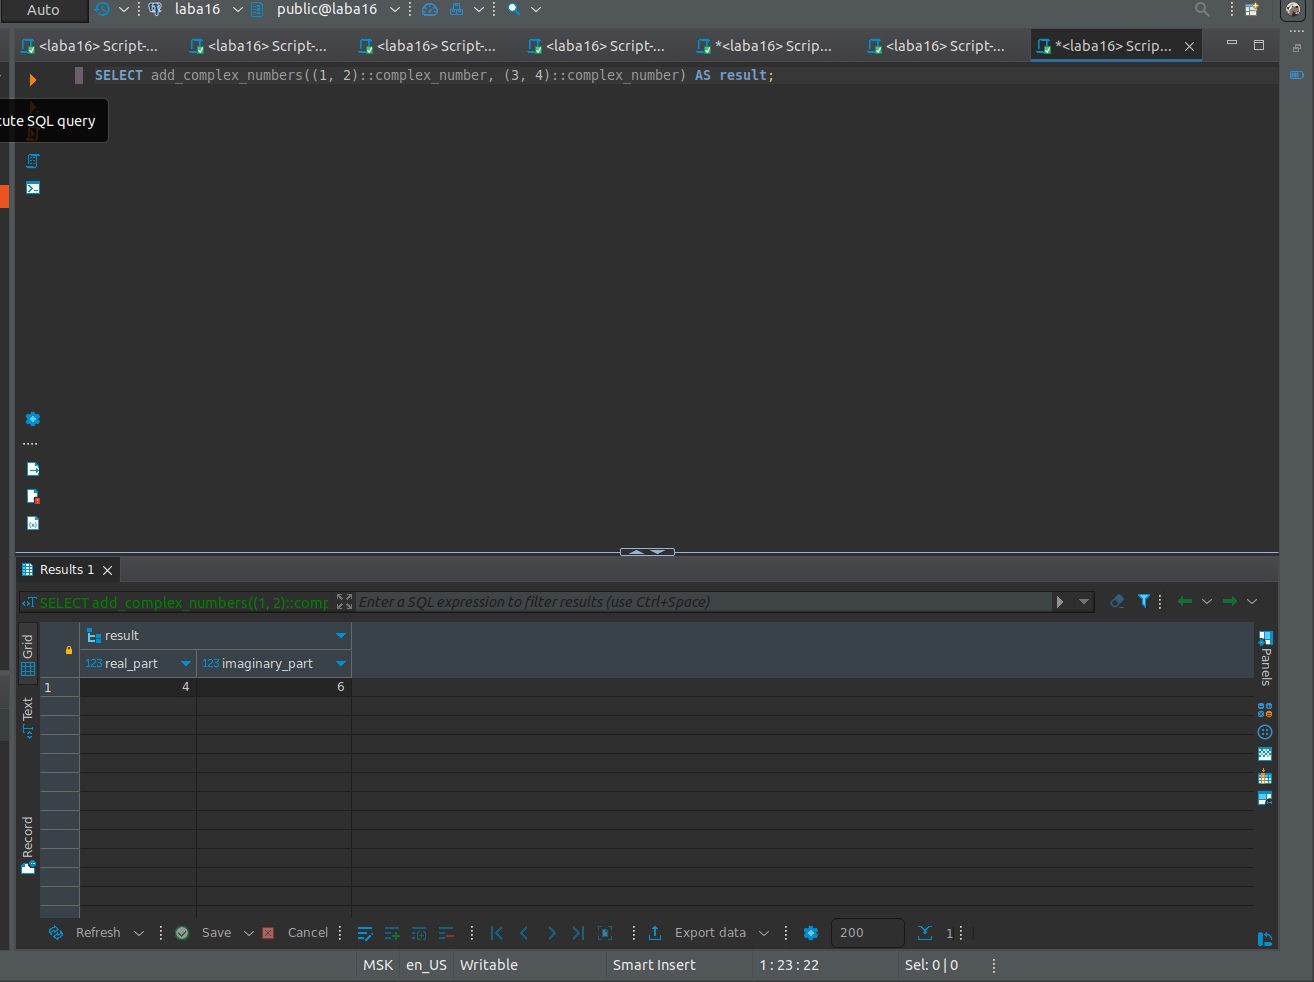 Auto laba16 public@laba16
<laba16> Script-... <laba16> Script-... <laba16> Script-... <laba16> Script-... *<laba16> Scrip... <laba16> Script-... *<laba16> Scrip...
SELECT add_complex_numbers((1, 2)::complex_number, (3, 4)::complex_number) AS result;
cute SQL query
Results 1
SELECT add_complex_numbers((1, 2)::comp Enter a SQL expression to filter results (use Ctrl+Space)
Grid
Text
Record
result
123 real_part 123 imaginary_part
1 4 6
Panels
Refresh Save Cancel Export data 200 1
MSK en_US Writable Smart Insert 1 : 23 : 22 Sel: 0 | 0